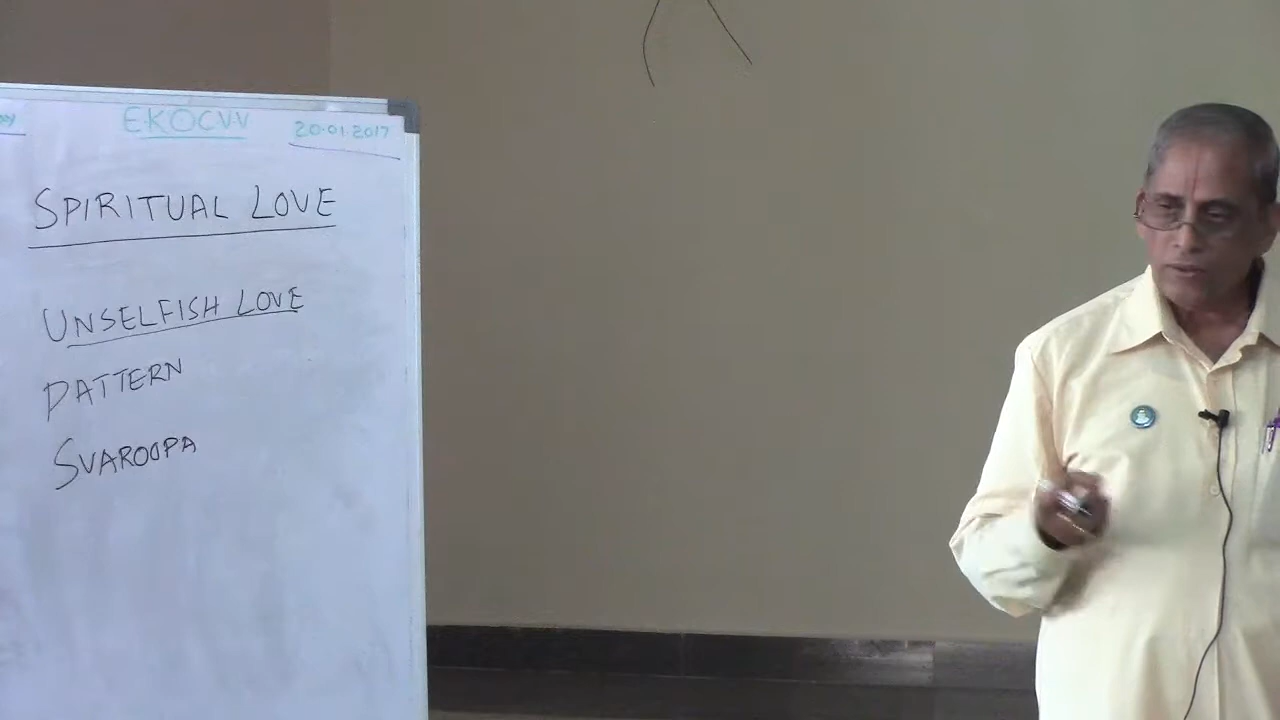 EKOCVV
20.01.2017
SPIRITUAL LOVE
UNSELFISH LOVE
PATTERN
SVAROOPA